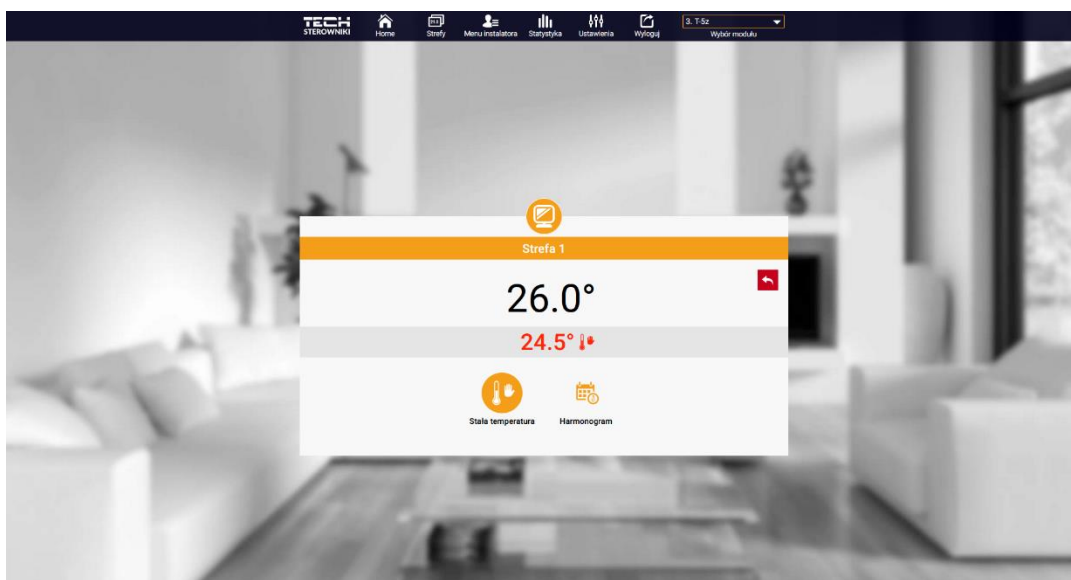 TECH
STEROWNIKI
Home
Strefy
Menu instalatora
Statystyka
Ustawienia
Wyloguj
3. T-5z
Wybór modułu
Strefa 1
26.0°
24.5°
Stala temperatura
Harmonogram